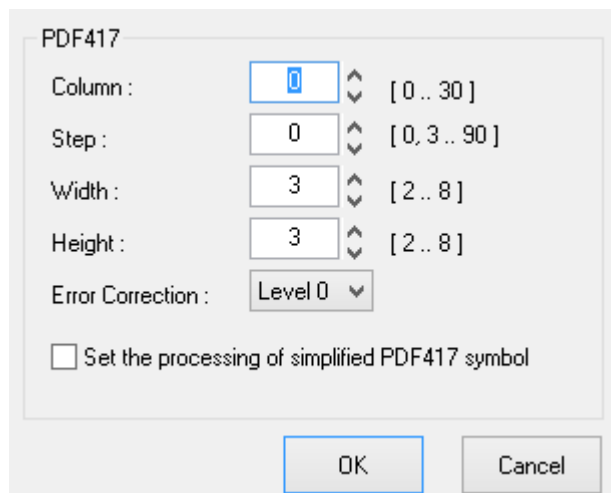 PDF417
Column : 0 [ 0 .. 30 ]
Step : 0 [ 0, 3 .. 90 ]
Width : 3 [ 2 .. 8 ]
Height : 3 [ 2 .. 8 ]
Error Correction : Level 0
Set the processing of simplified PDF417 symbol
OK Cancel